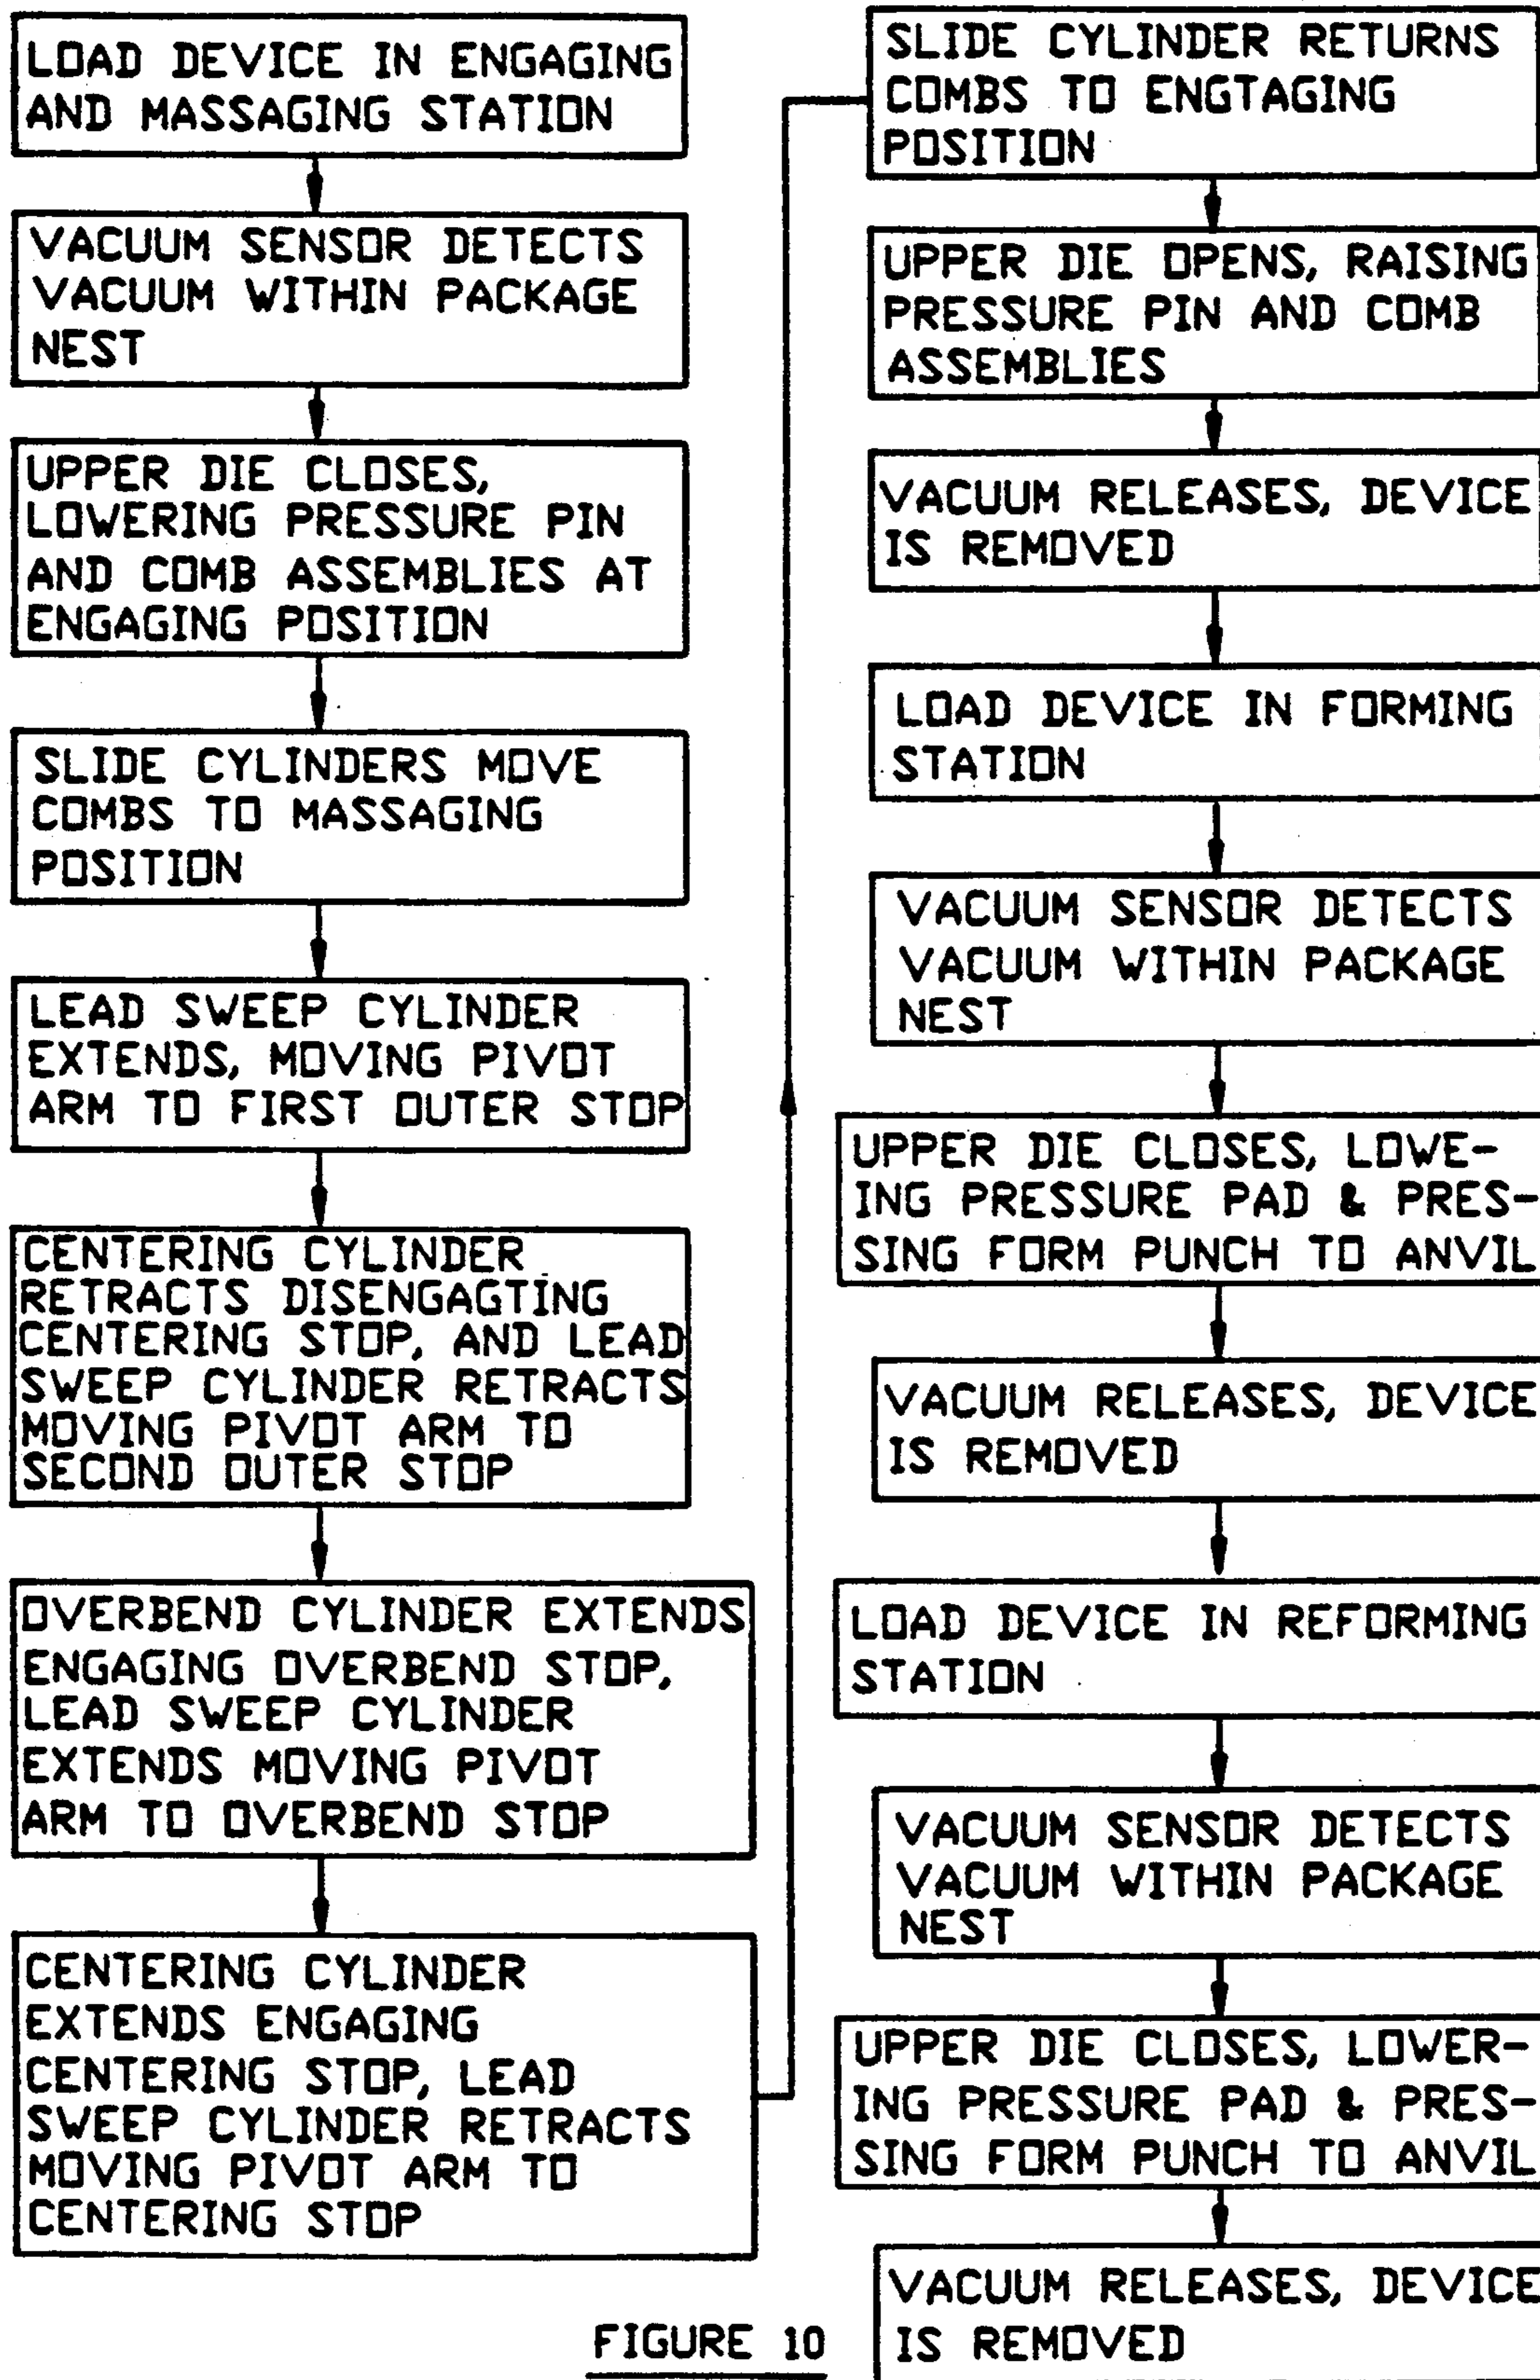 LOAD DEVICE IN ENGAGING
AND MASSAGING STATION
VACUUM SENSOR DETECTS
VACUUM WITHIN PACKAGE
NEST
UPPER DIE CLOSES,
LOWERING PRESSURE PIN
AND COMB ASSEMBLIES AT
ENGAGING POSITION
SLIDE CYLINDERS MOVE
COMBS TO MASSAGING
POSITION
LEAD SWEEP CYLINDER
EXTENDS, MOVING PIVOT
ARM TO FIRST OUTER STOP
CENTERING CYLINDER
RETRACTS DISENGAGTING
CENTERING STOP, AND LEAD
SWEEP CYLINDER RETRACTS
MOVING PIVOT ARM TO
SECOND OUTER STOP
OVERBEND CYLINDER EXTENDS
ENGAGING OVERBEND STOP,
LEAD SWEEP CYLINDER
EXTENDS MOVING PIVOT
ARM TO OVERBEND STOP
CENTERING CYLINDER
EXTENDS ENGAGING
CENTERING STOP, LEAD
SWEEP CYLINDER RETRACTS
MOVING PIVOT ARM TO
CENTERING STOP
SLIDE CYLINDER RETURNS
COMBS TO ENGTAGING
POSITION
UPPER DIE OPENS, RAISING
PRESSURE PIN AND COMB
ASSEMBLIES
VACUUM RELEASES, DEVICE
IS REMOVED
LOAD DEVICE IN FORMING
STATION
VACUUM SENSOR DETECTS
VACUUM WITHIN PACKAGE
NEST
UPPER DIE CLOSES, LOWE-
ING PRESSURE PAD & PRES-
SING FORM PUNCH TO ANVIL
VACUUM RELEASES, DEVICE
IS REMOVED
LOAD DEVICE IN REFORMING
STATION
VACUUM SENSOR DETECTS
VACUUM WITHIN PACKAGE
NEST
UPPER DIE CLOSES, LOWER-
ING PRESSURE PAD & PRES-
SING FORM PUNCH TO ANVIL
VACUUM RELEASES, DEVICE
IS REMOVED
FIGURE 10